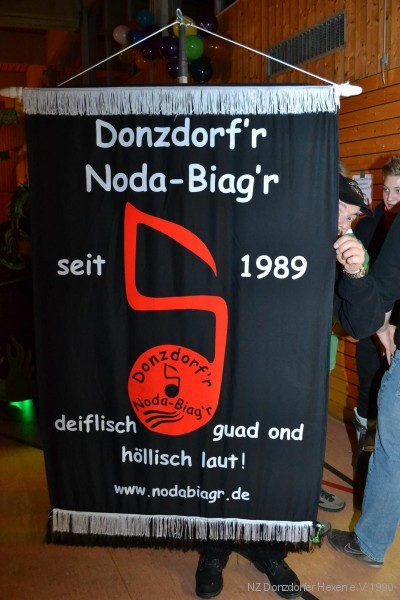 Donzdorf'r
Noda-Biag'r
seit 1989
Donzdorf'r
Noda-Biag'r
deiflisch guad ond
höllisch laut!
www.nodabiagr.de
NZ Donzdorfer Hexen e.V. 1990